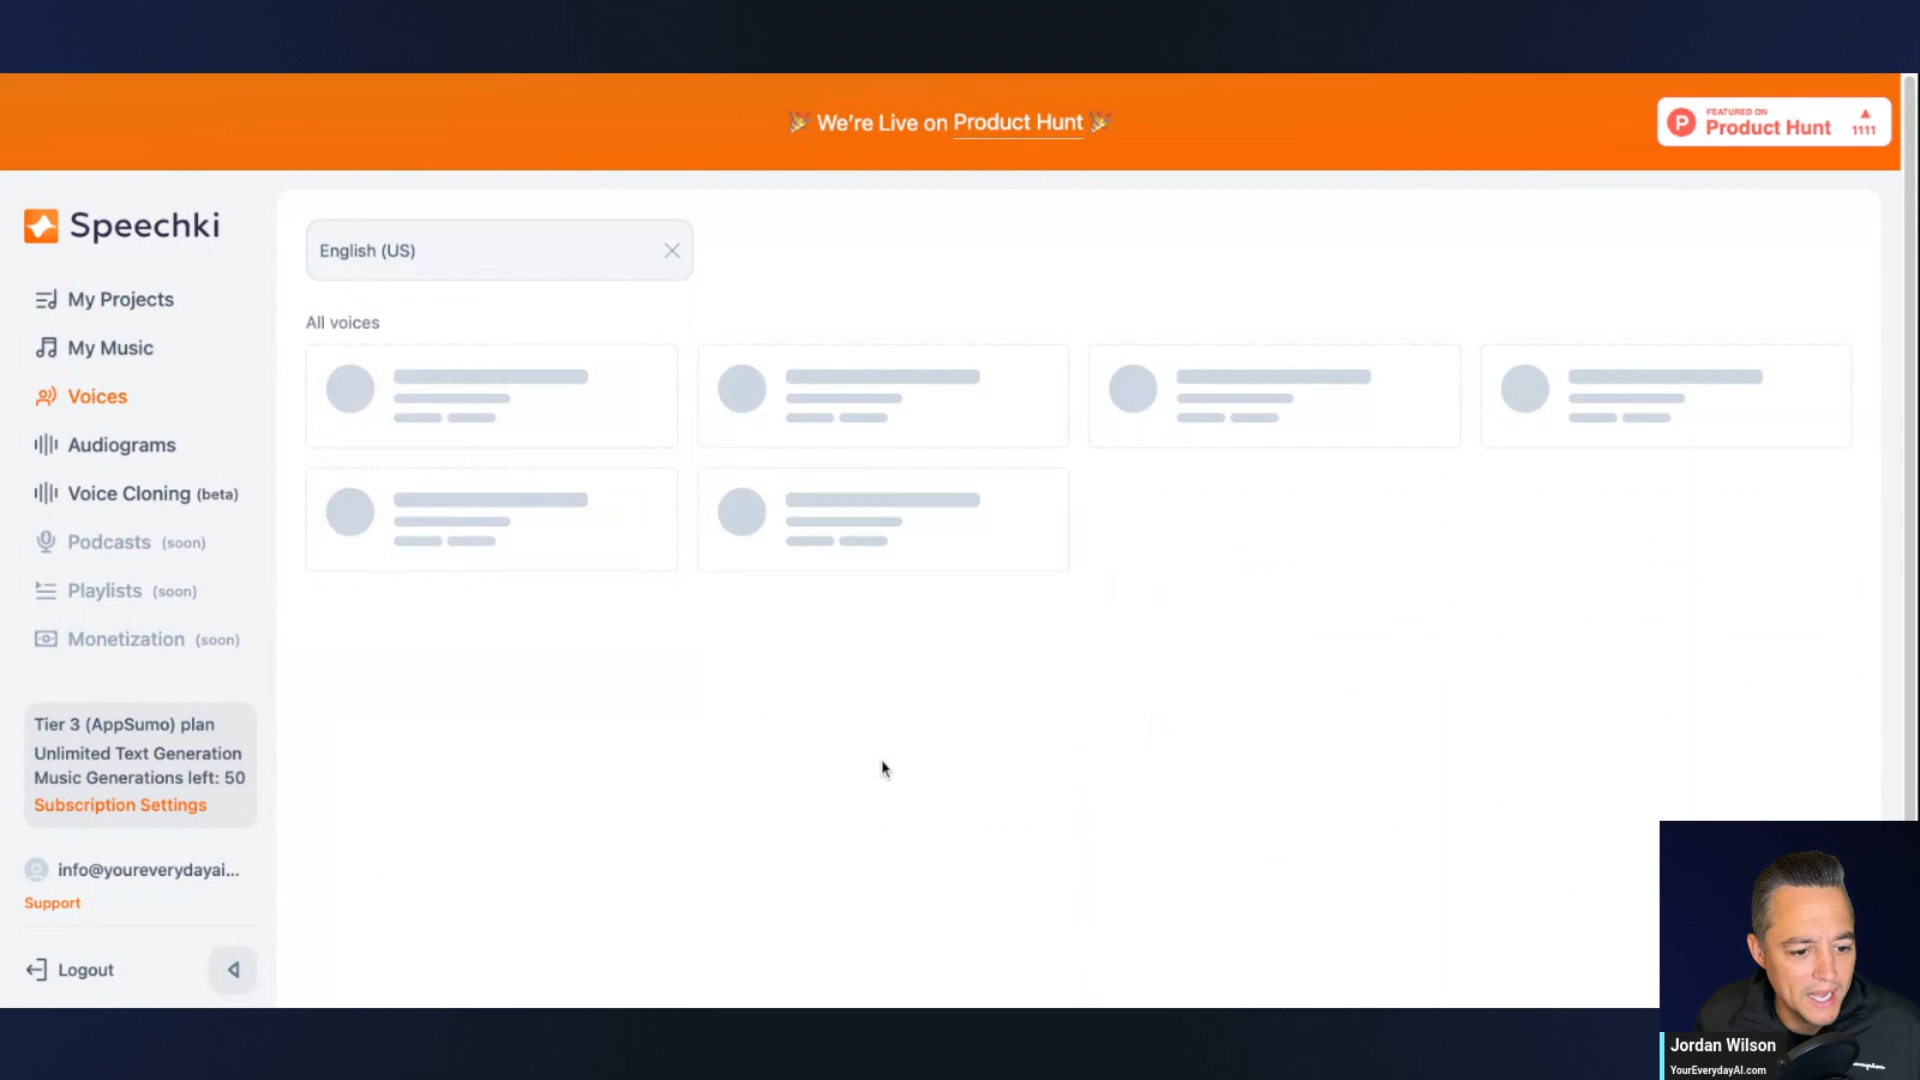 We're Live on Product Hunt
FEATURED ON
Product Hunt
1111
Speechki
English (US)
My Projects
All voices
My Music
Voices
Audiograms
Voice Cloning (beta)
Podcasts (soon)
Playlists (soon)
Monetization (soon)
Tier 3 (AppSumo) plan
Unlimited Text Generation
Music Generations left: 50
Subscription Settings
info@youreverydayai...
Support
Logout
Jordan Wilson
YourEverydayAI.com